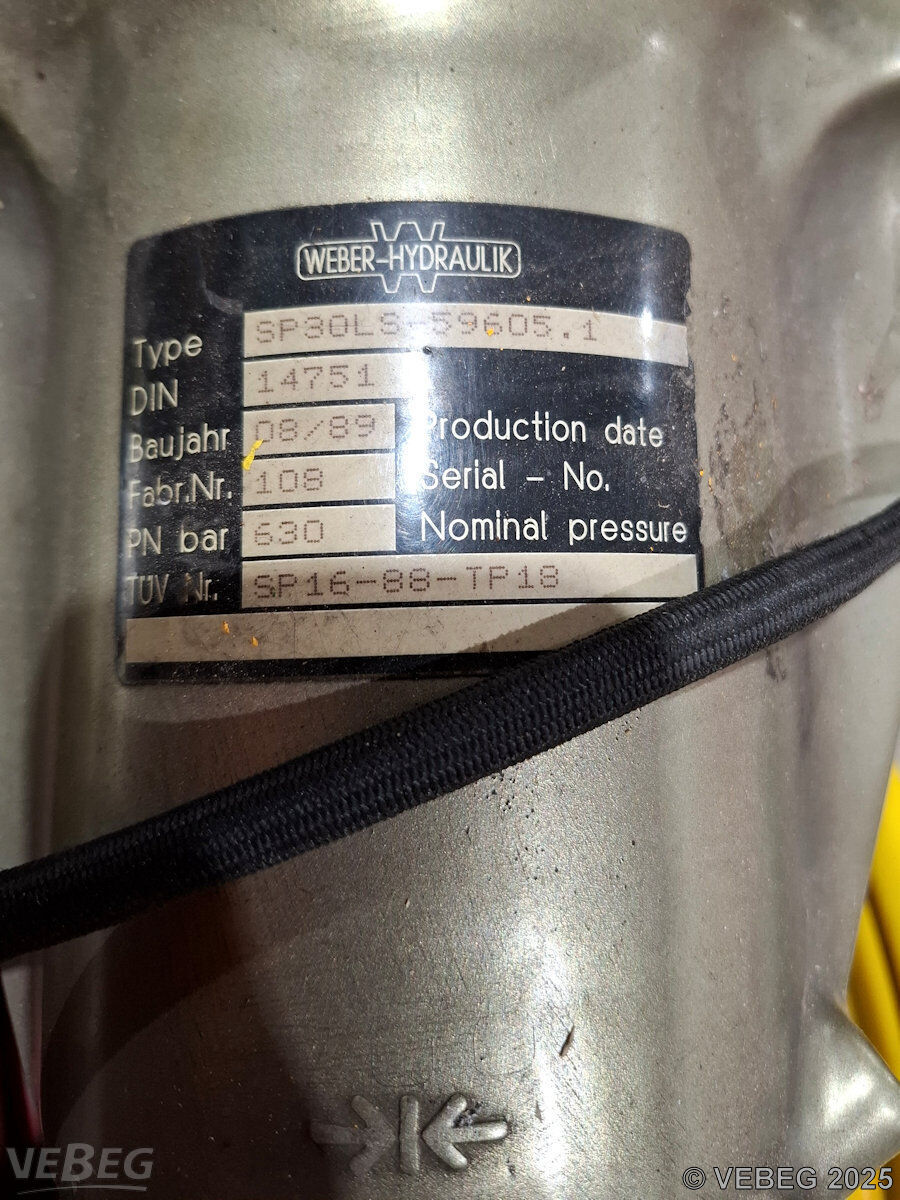 WEBER-HYDRAULIK
Type SP30LS-59605.1
DIN 14751
Baujahr 08/89 Production date
Fabr.Nr. 108 Serial - No.
PN bar 630 Nominal pressure
TÜV Nr. SP16-88-TP18
VEBEG
© VEBEG 2025